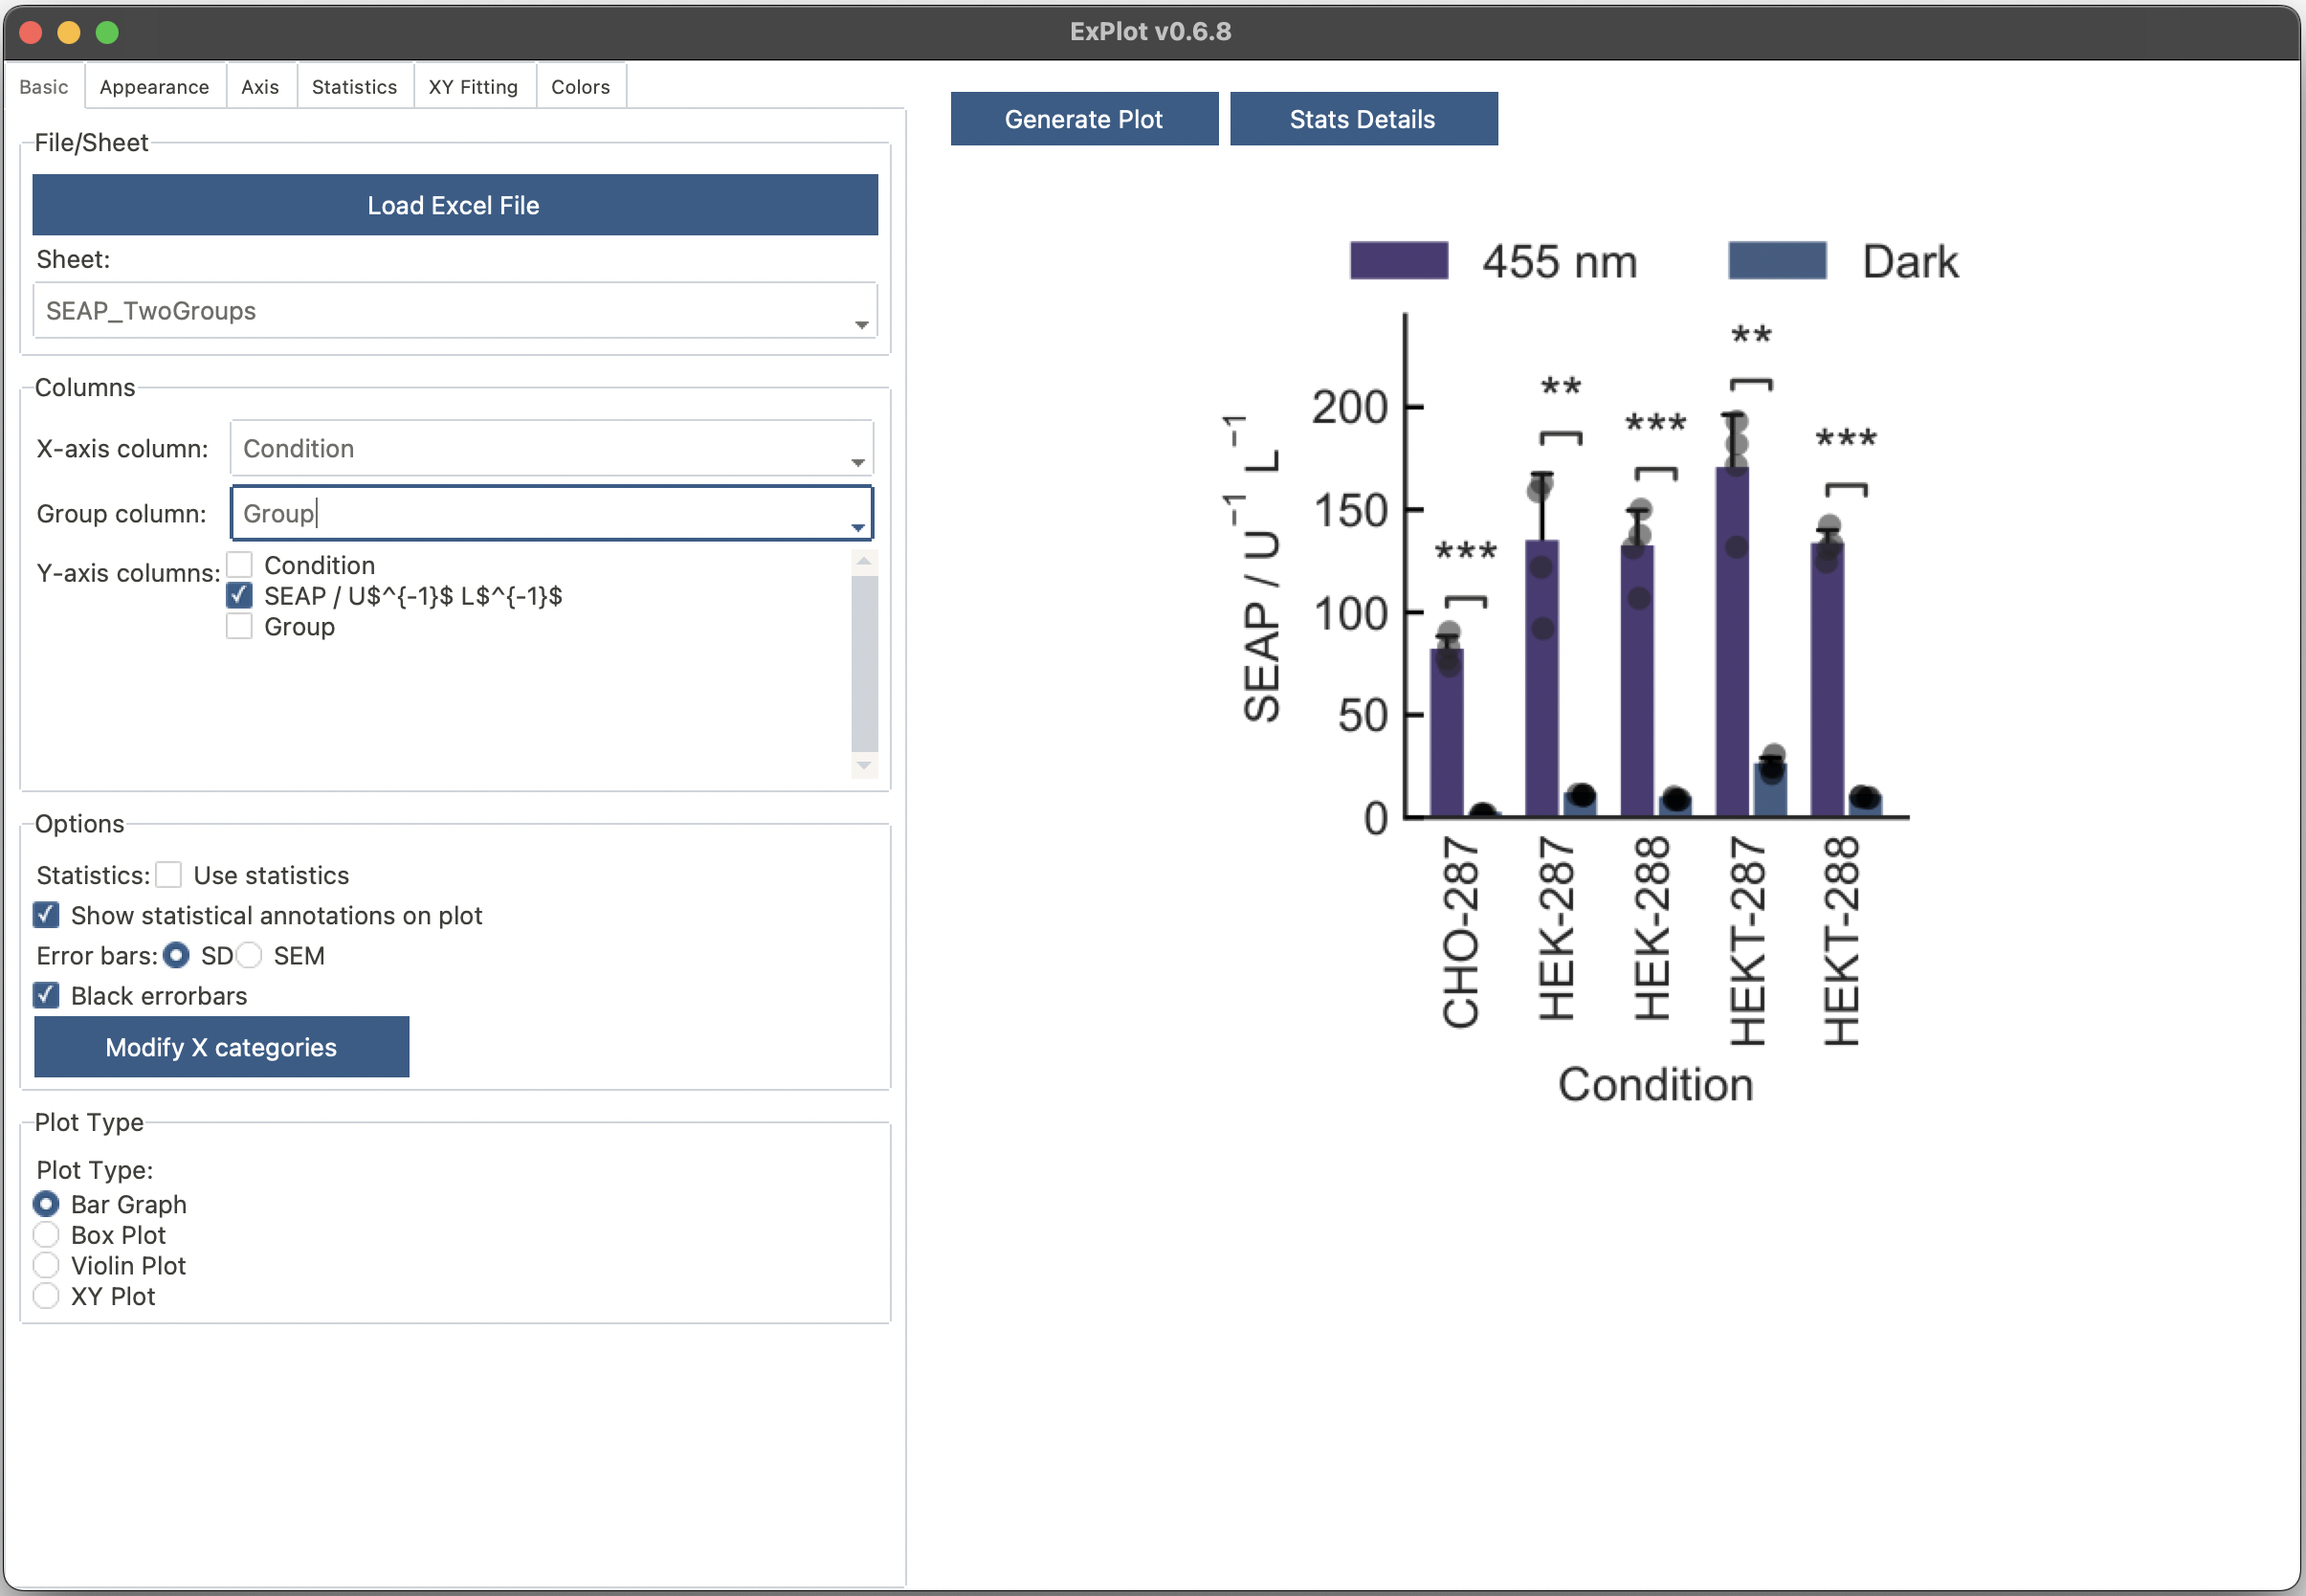 ExPlot v0.6.8
Basic
Appearance
Axis
Statistics
XY Fitting
Colors
File/Sheet
Load Excel File
Sheet:
SEAP_TwoGroups
Columns
X-axis column:
Condition
Group column:
Group
Y-axis columns:
Condition
SEAP / U$^{-1}$ L$^{-1}$
Group
Options
Statistics:
Use statistics
Show statistical annotations on plot
Error bars:
SD
SEM
Black errorbars
Modify X categories
Plot Type
Plot Type:
Bar Graph
Box Plot
Violin Plot
XY Plot
Generate Plot
Stats Details
455 nm
Dark
SEAP / U⁻¹ L⁻¹
200
150
100
50
0
***
**
***
**
***
CHO-287
HEK-287
HEK-288
HEKT-287
HEKT-288
Condition